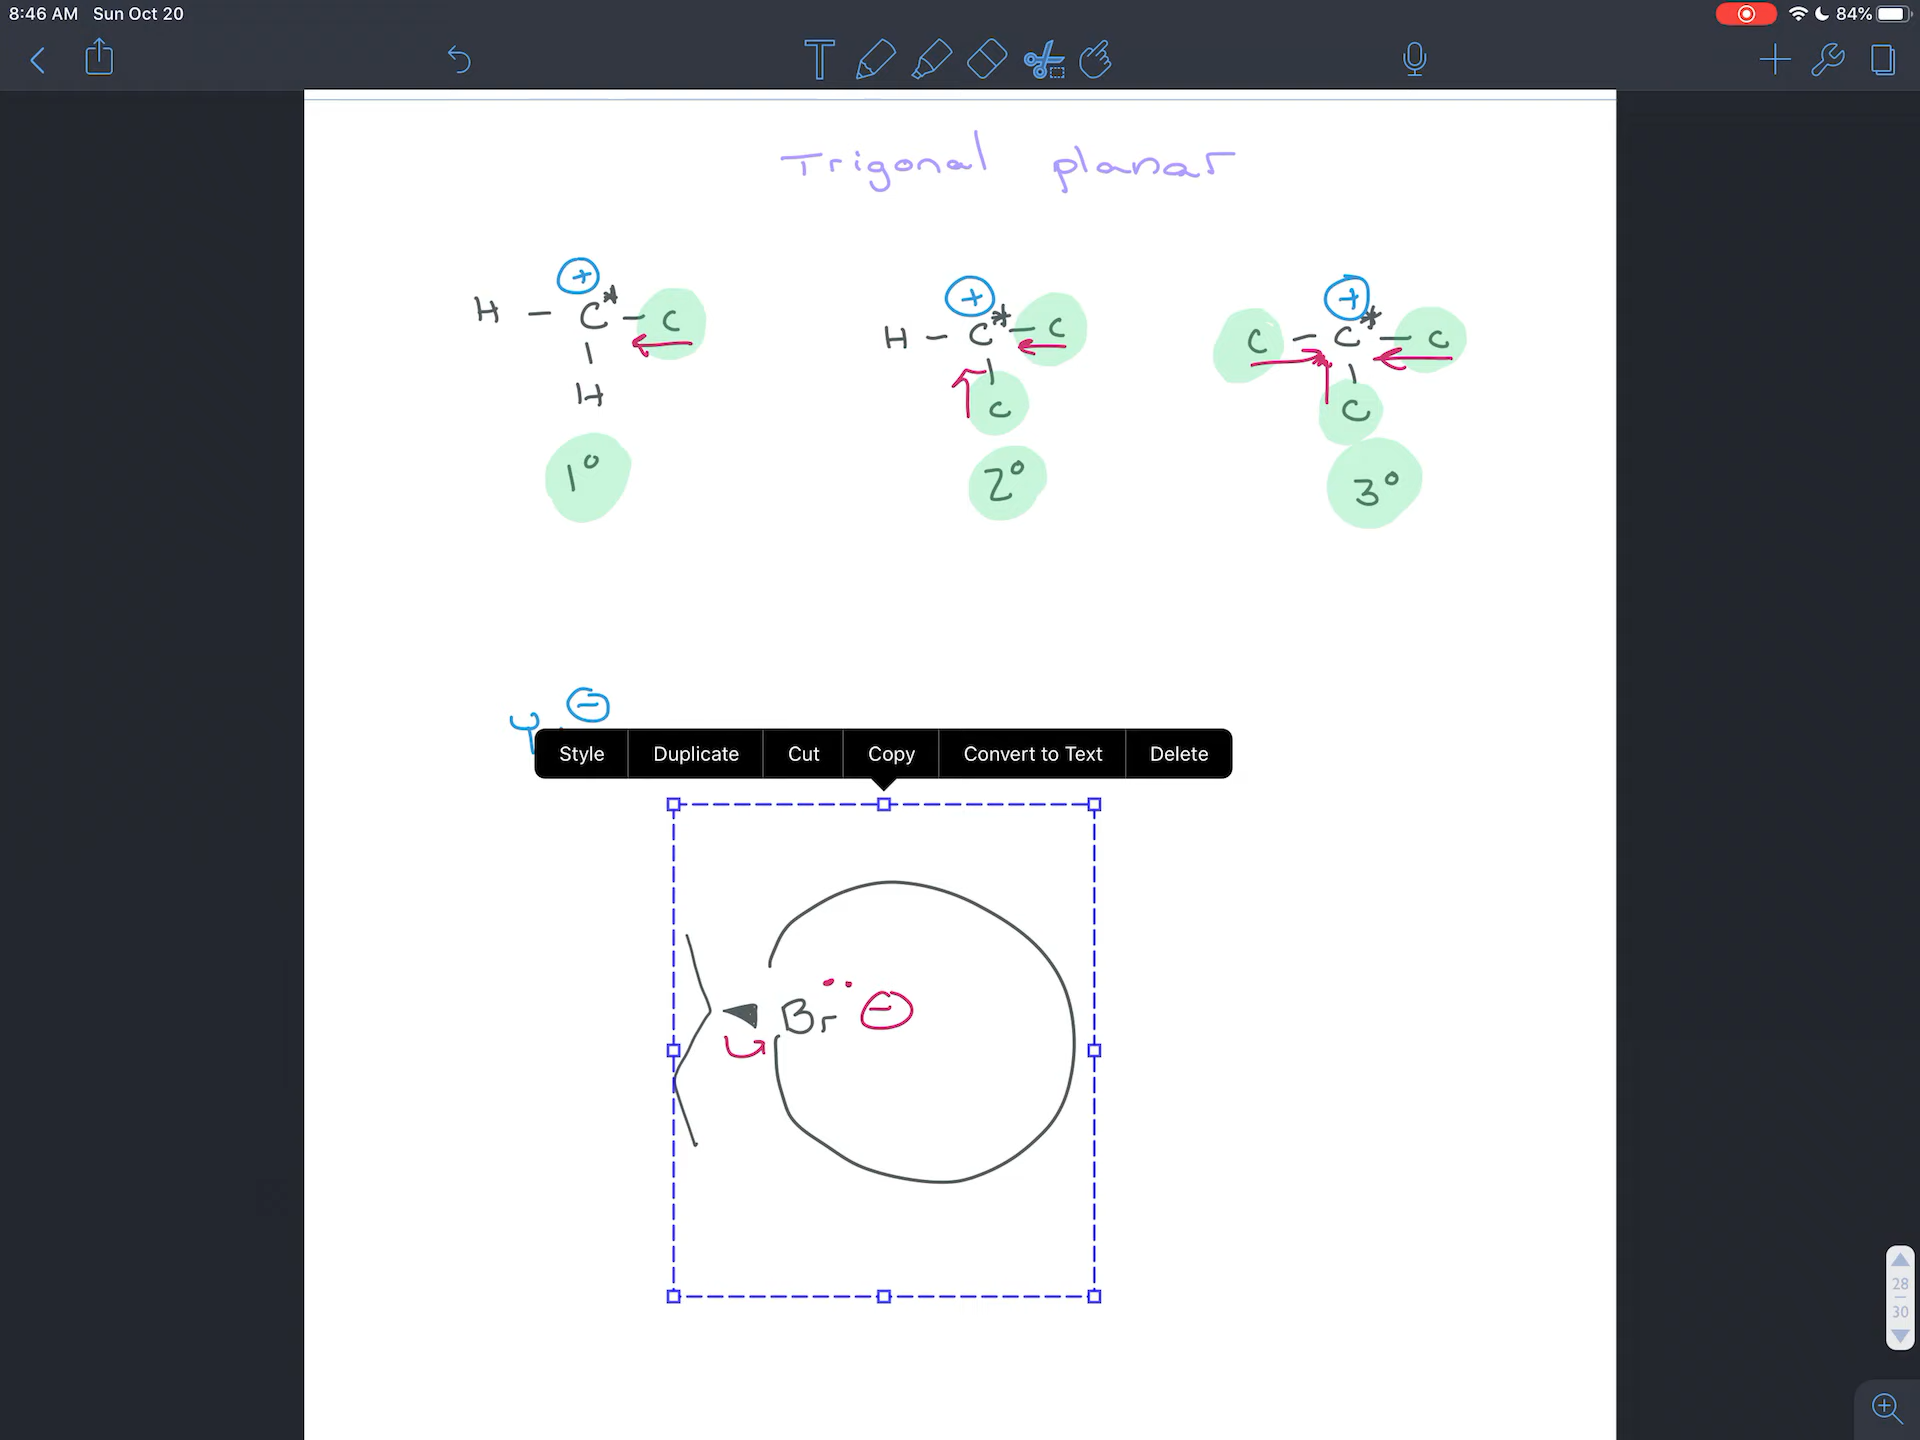 8:46 AM Sun Oct 20
84%
Trigonal planar
+ + +
H - C* - C
H
1°
H - C* - C
C
2°
C - C* - C
C
3°
Y -
Style Duplicate Cut Copy Convert to Text Delete
Br -
28
30